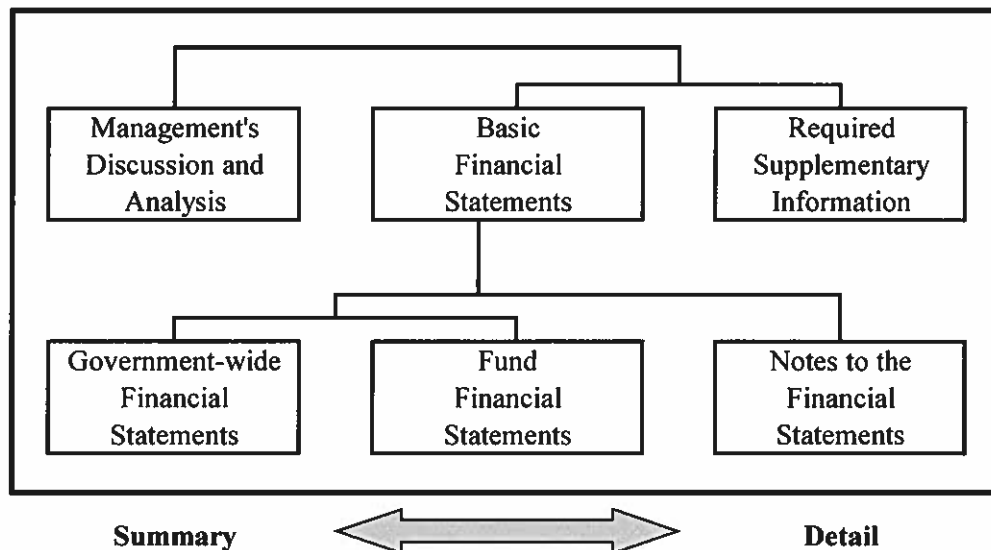 Management's
Discussion and
Analysis
Basic
Financial
Statements
Required
Supplementary
Information
Government-wide
Financial
Statements
Fund
Financial
Statements
Notes to the
Financial
Statements
Summary
Detail